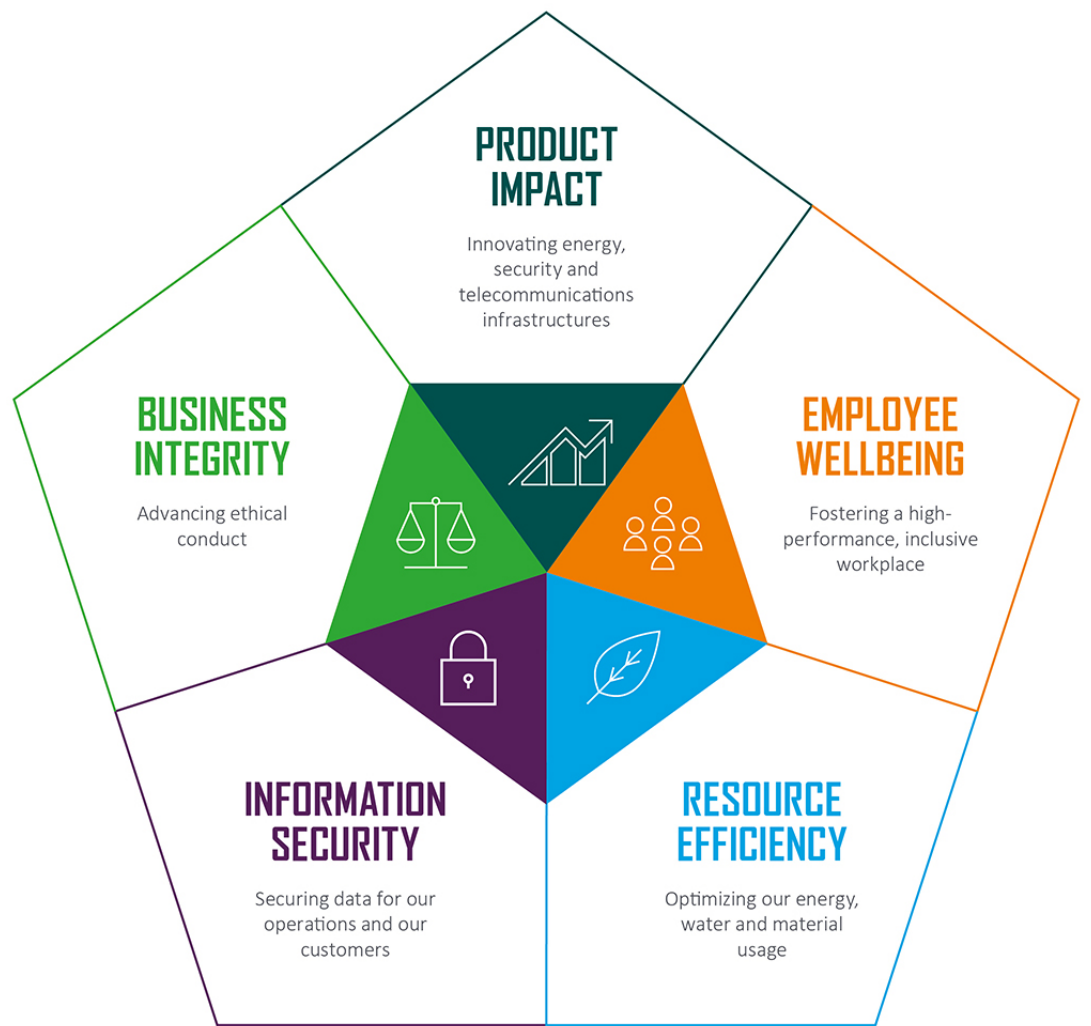 PRODUCT
IMPACT
Innovating energy,
security and
telecommunications
infrastructures
BUSINESS
INTEGRITY
Advancing ethical
conduct
EMPLOYEE
WELLBEING
Fostering a high-
performance, inclusive
workplace
INFORMATION
SECURITY
Securing data for our
operations and our
customers
RESOURCE
EFFICIENCY
Optimizing our energy,
water and material
usage